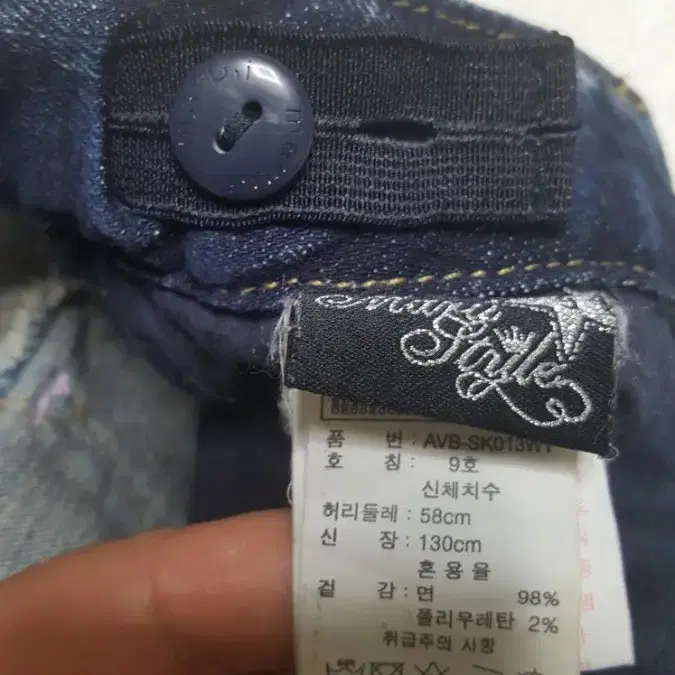 Style
품 번 : AVB-SK013W1
호 칭 : 9호
신체치수
허리둘레 : 58cm
신 장 : 130cm
혼 용 율
겉 감 : 면 98%
폴리우레탄 2%
취급주의 사항